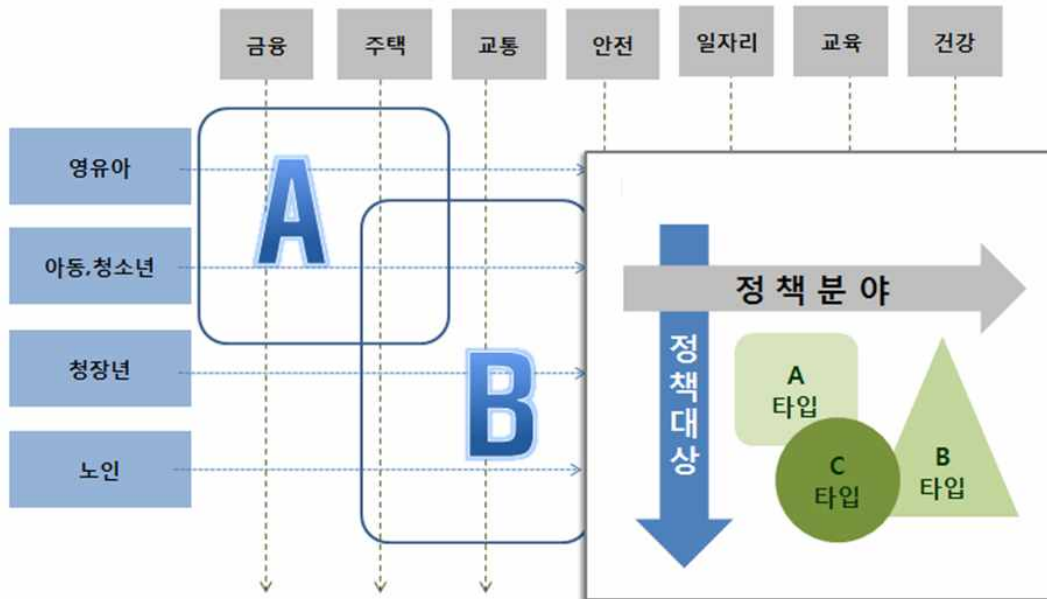 금융 주택 교통 안전 일자리 교육 건강
영유아
아동,청소년
청장년
노인
A
B
정책분야
정책대상
A
타입
B
타입
C
타입